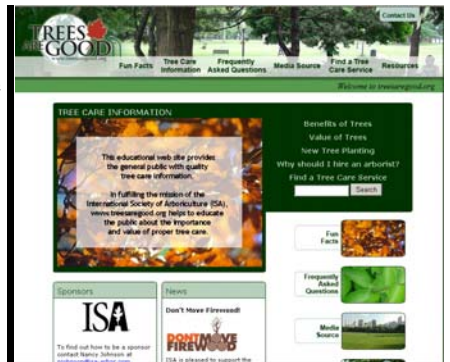 Contact Us
TREES
ARE GOOD
www.treesaregood.org
Fun Facts
Tree Care
Information
Frequently
Asked Questions
Media Source
Find a Tree
Care Service
Resources
Welcome to treesaregood.org
TREE CARE INFORMATION
This educational web site provides
the general public with quality
tree care information.
In fulfilling the mission of the
International Society of Arboriculture (ISA),
www.treesaregood.org helps to educate
the public about the importance
and value of proper tree care.
Benefits of Trees
Value of Trees
New Tree Planting
Why should I hire an arborist?
Find a Tree Care Service
Search
Fun
Facts
Frequently
Asked
Questions
Media
Source
Sponsors
ISA
To find out how to be a sponsor
contact Nancy Johnson at
News
Don't Move Firewood!
DONT MOVE
FIREWOOD
ISA is pleased to support the